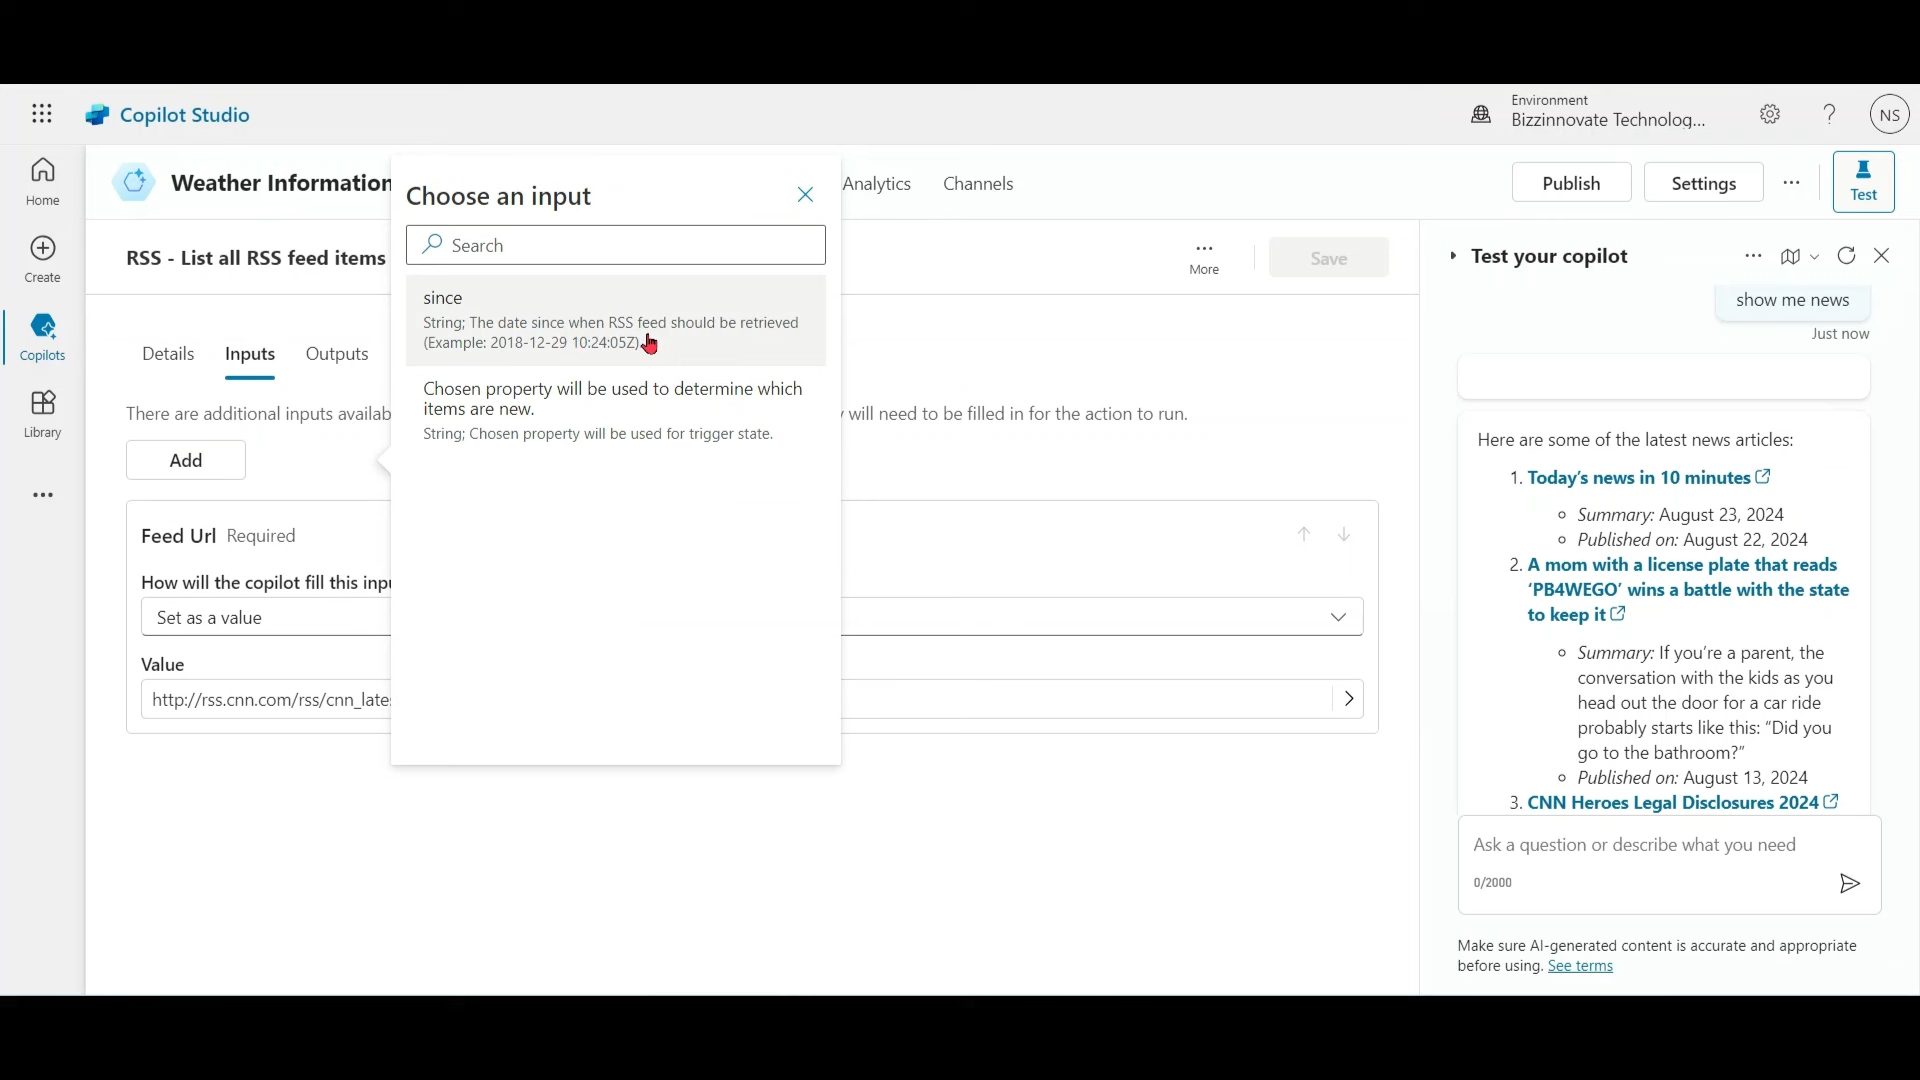 Copilot Studio
Environment
Bizzinnovate Technolog...
NS
Home
Create
Copilots
Library
Weather Information
Analytics
Channels
Publish
Settings
Test
RSS - List all RSS feed items
More
Save
Details
Inputs
Outputs
There are additional inputs availab
will need to be filled in for the action to run.
Add
Feed Url Required
How will the copilot fill this inpu
Set as a value
Value
http://rss.cnn.com/rss/cnn_late
Choose an input
Search
since
String; The date since when RSS feed should be retrieved
(Example: 2018-12-29 10:24:05Z)
Chosen property will be used to determine which
items are new.
String; Chosen property will be used for trigger state.
Test your copilot
show me news
Just now
Here are some of the latest news articles:
1. Today's news in 10 minutes
Summary: August 23, 2024
Published on: August 22, 2024
2. A mom with a license plate that reads
‘PB4WEGO’ wins a battle with the state
to keep it
Summary: If you're a parent, the
conversation with the kids as you
head out the door for a car ride
probably starts like this: “Did you
go to the bathroom?”
Published on: August 13, 2024
3. CNN Heroes Legal Disclosures 2024
Ask a question or describe what you need
0/2000
Make sure AI-generated content is accurate and appropriate
before using. See terms